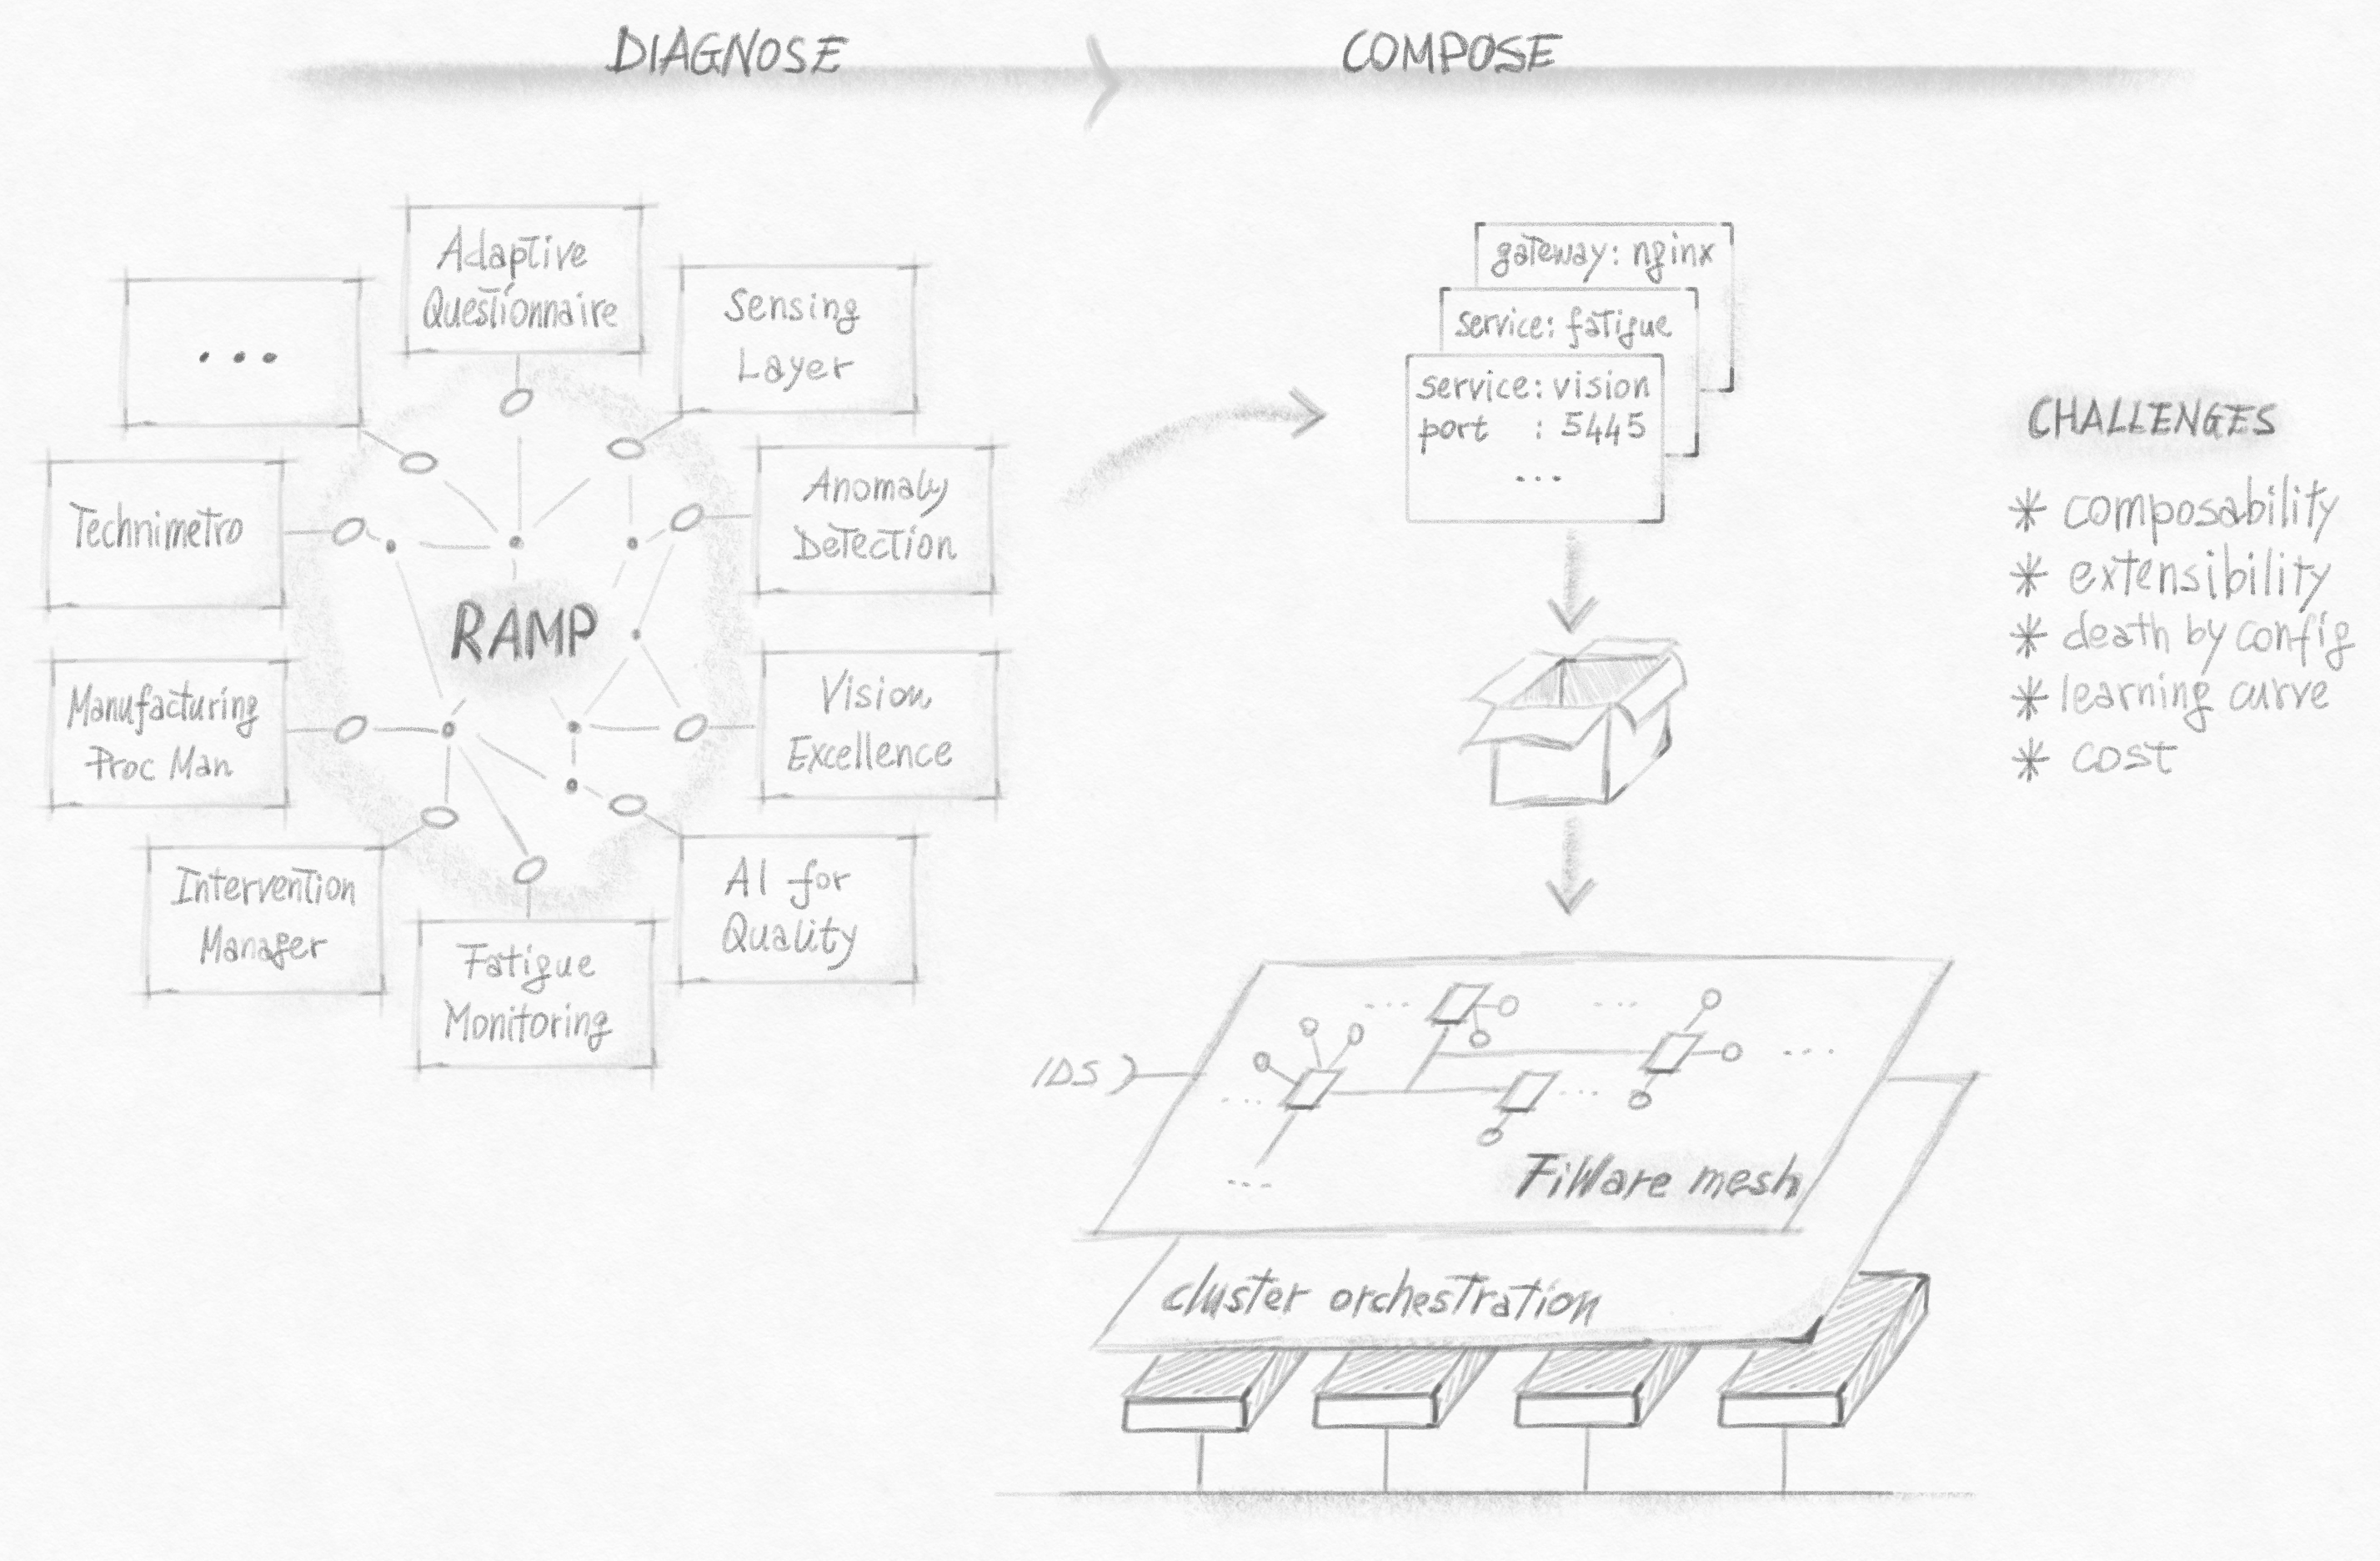 DIAGNOSE
COMPOSE
Adaptive
Questionnaire
Sensing
Layer
...
Technimetro
Anomaly
Detection
RAMP
Manufacturing
Proc Man
Vision
Excellence
Intervention
Manager
Fatigue
Monitoring
AI for
Quality
gateway: nginx
service: fatigue
service: vision
port : 5445
...
CHALLENGES
* composability
* extensibility
* death by config
* learning curve
* cost
IDS
FiWare mesh
cluster orchestration